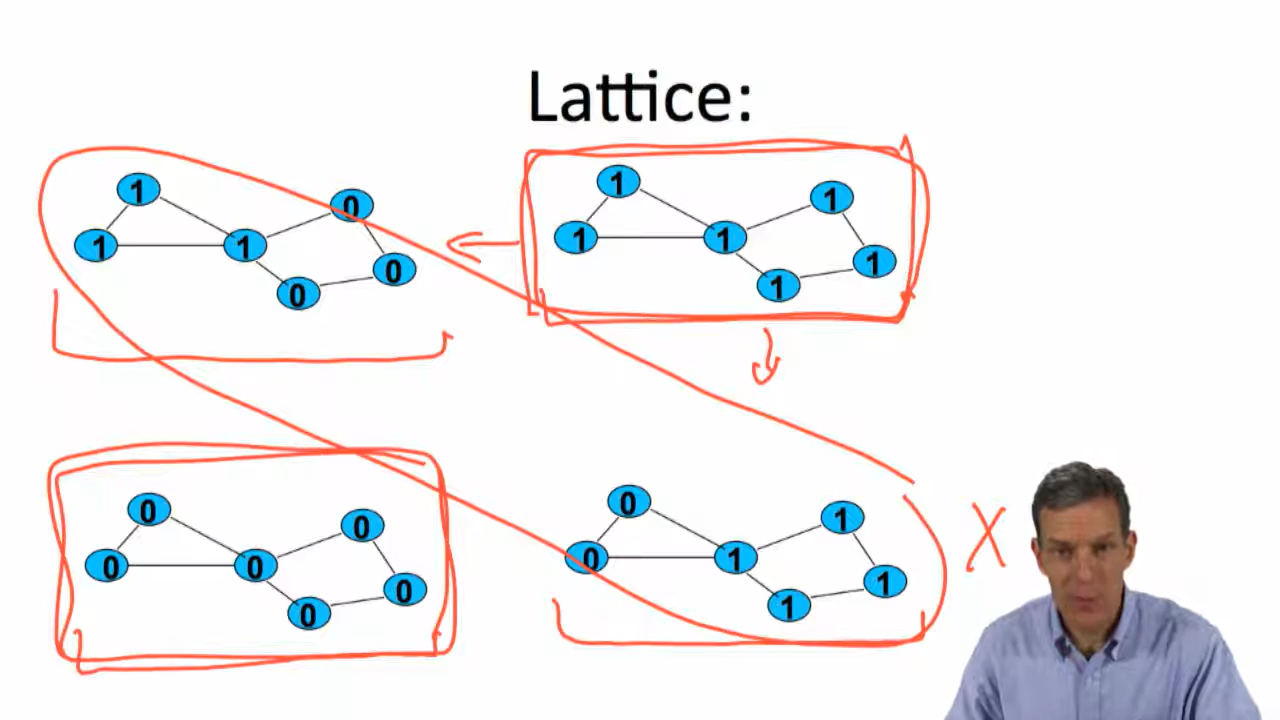 Lattice:
1 0 1 1
1 1 0 1 1 1
0 1
0 0 0 1
0 0 0 0 1 1
0 1
X